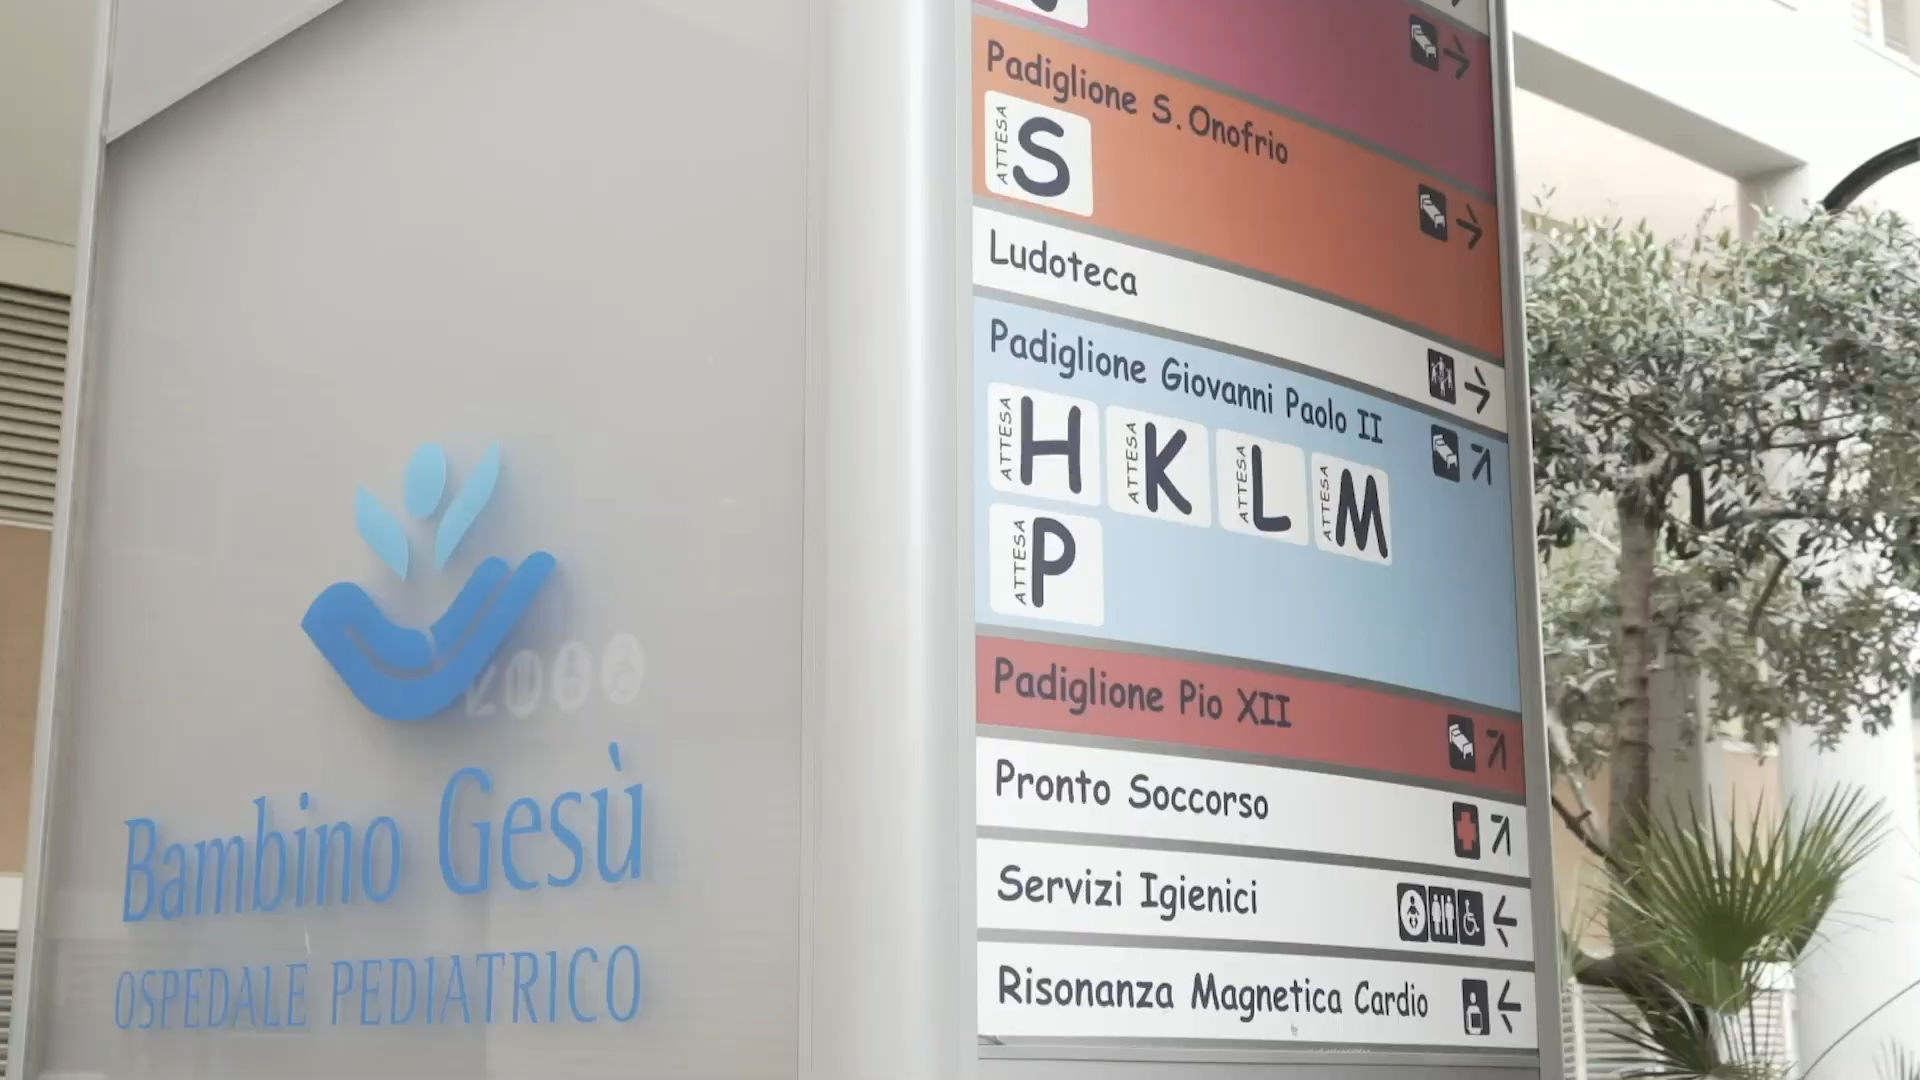 Bambino Gesù
OSPEDALE PEDIATRICO
Padiglione S. Onofrio
ATTESA S
Ludoteca
Padiglione Giovanni Paolo II
ATTESA H ATTESA K ATTESA L ATTESA M
ATTESA P
Padiglione Pio XII
Pronto Soccorso
Servizi Igienici
Risonanza Magnetica Cardio